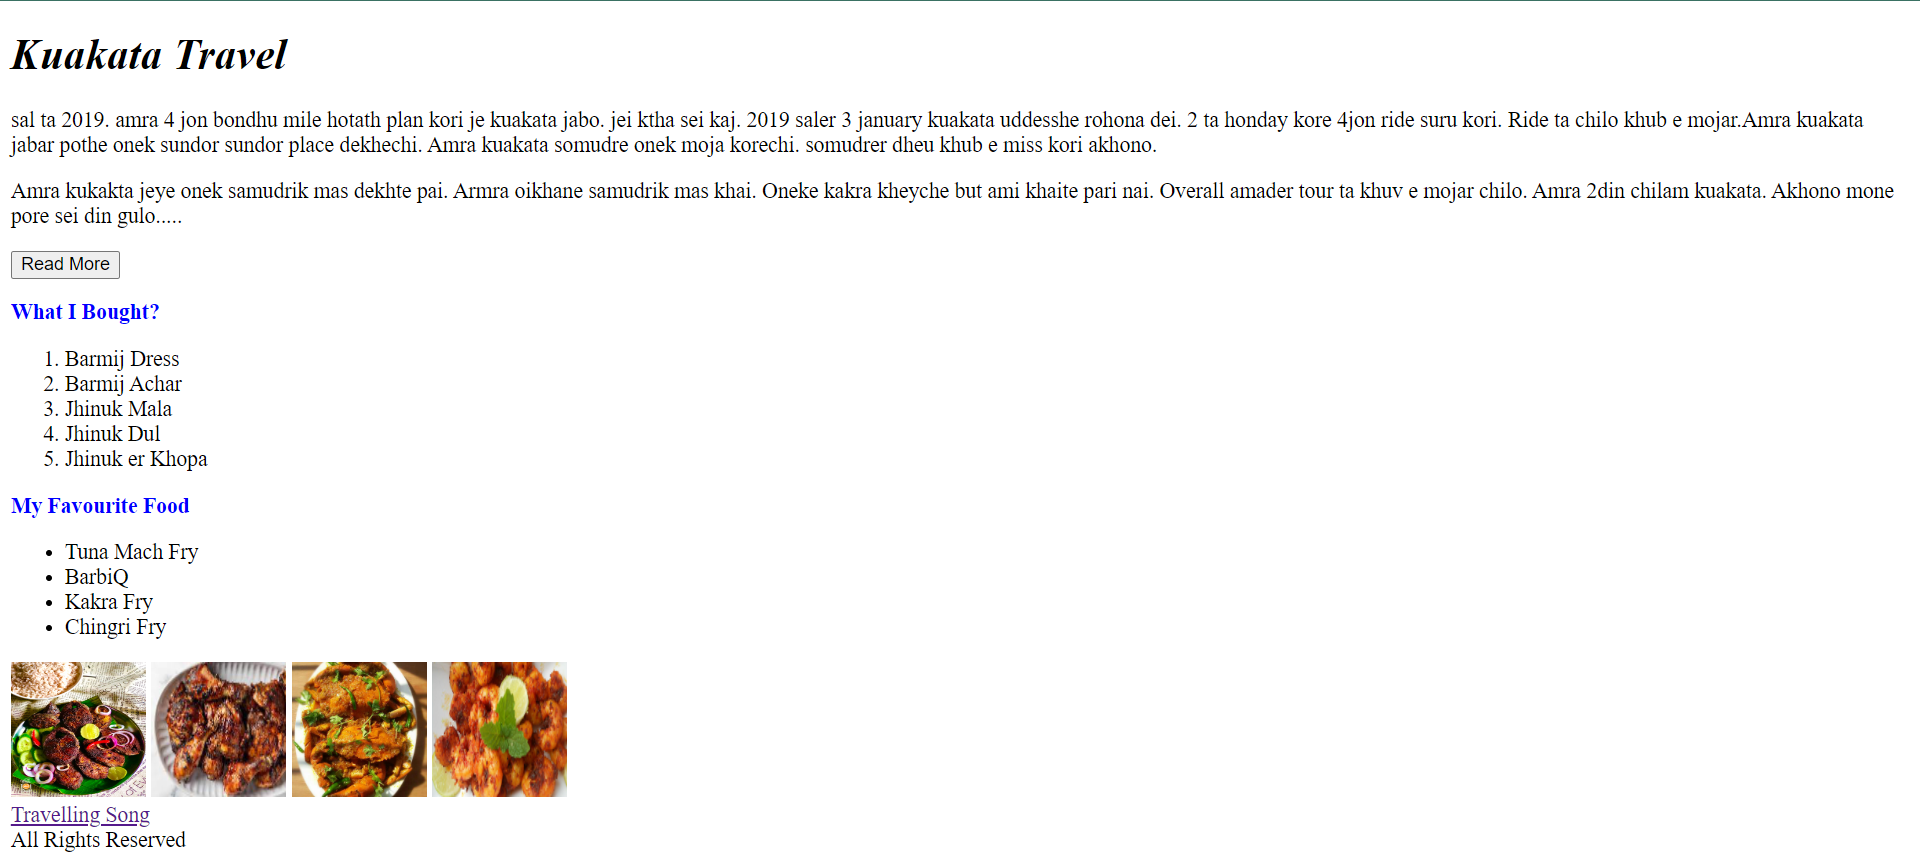 Kuakata Travel
sal ta 2019. amra 4 jon bondhu mile hotath plan kori je kuakata jabo. jei ktha sei kaj. 2019 saler 3 january kuakata uddesshe rohona dei. 2 ta honday kore 4jon ride suru kori. Ride ta chilo khub e mojar.Amra kuakata
jabar pothe onek sundor sundor place dekhechi. Amra kuakata somudre onek moja korechi. somudrer dheu khub e miss kori akhono.
Amra kukakta jeye onek samudrik mas dekhte pai. Armra oikhane samudrik mas khai. Oneke kakra kheyche but ami khaite pari nai. Overall amader tour ta khuv e mojar chilo. Amra 2din chilam kuakata. Akhono mone
pore sei din gulo.....
Read More
What I Bought?
1. Barmij Dress
2. Barmij Achar
3. Jhinuk Mala
4. Jhinuk Dul
5. Jhinuk er Khopa
My Favourite Food
• Tuna Mach Fry
• BarbiQ
• Kakra Fry
• Chingri Fry
Travelling Song
All Rights Reserved